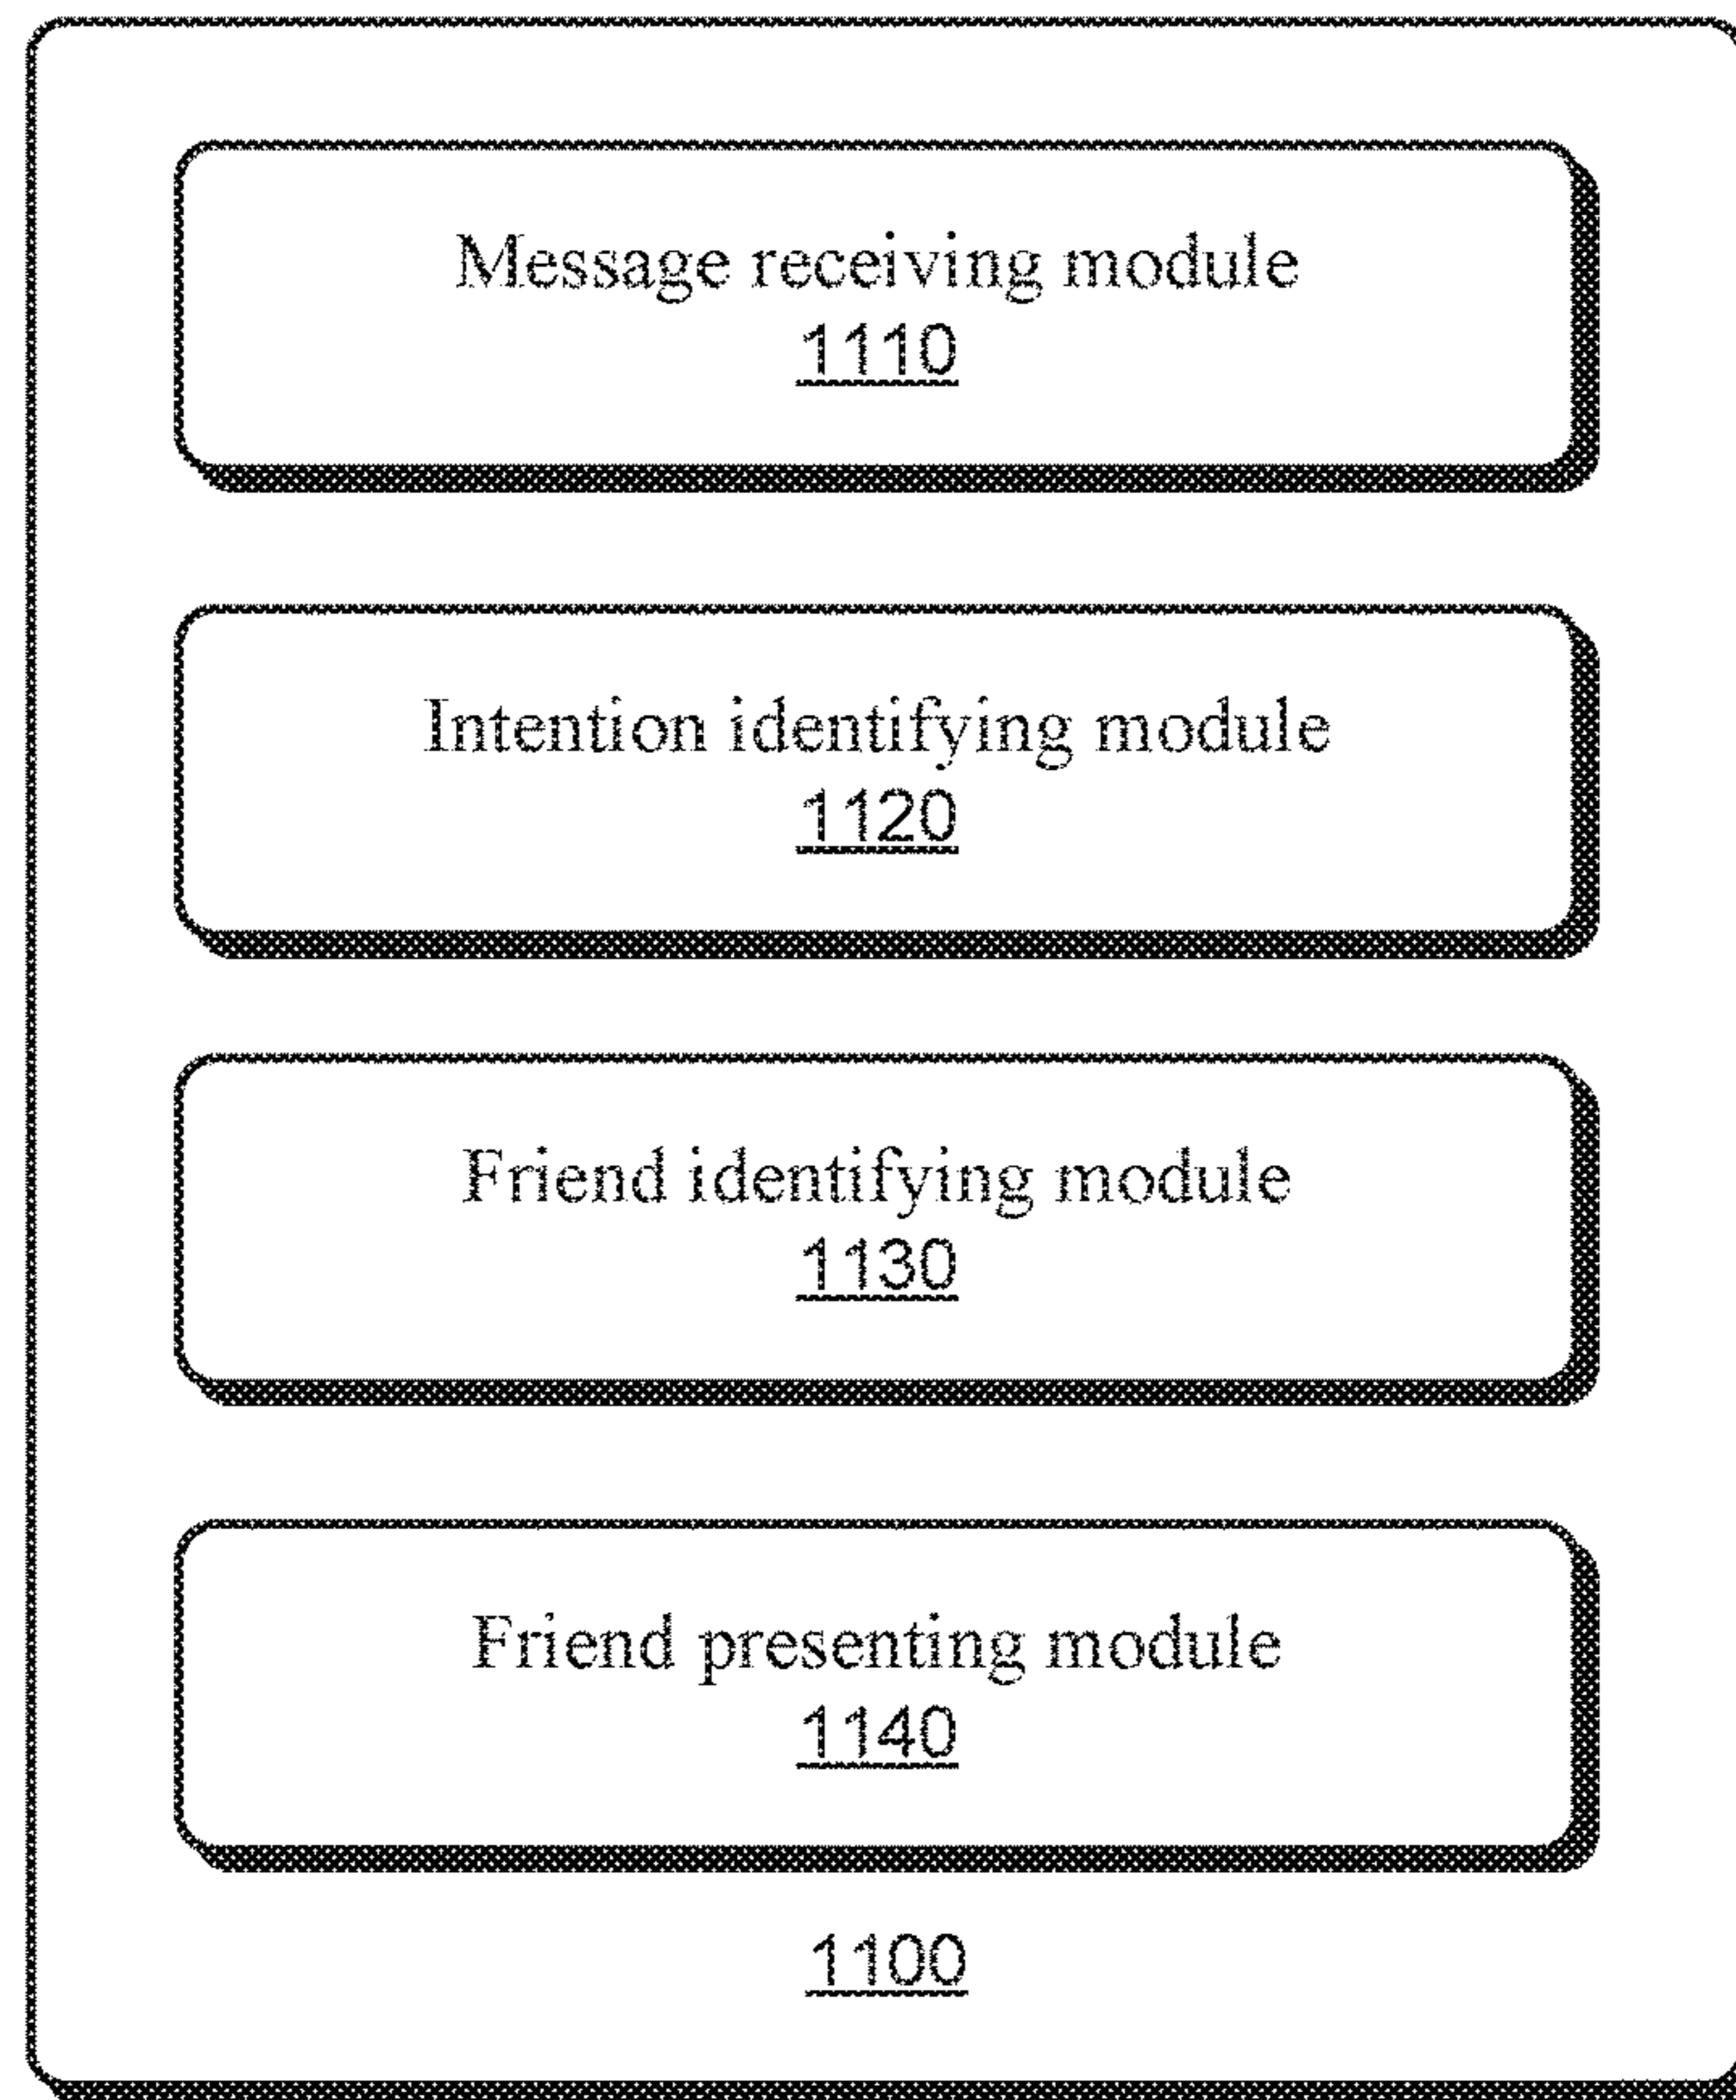 Message receiving module
1110
Intention identifying module
1120
Friend identifying module
1130
Friend presenting module
1140
1100